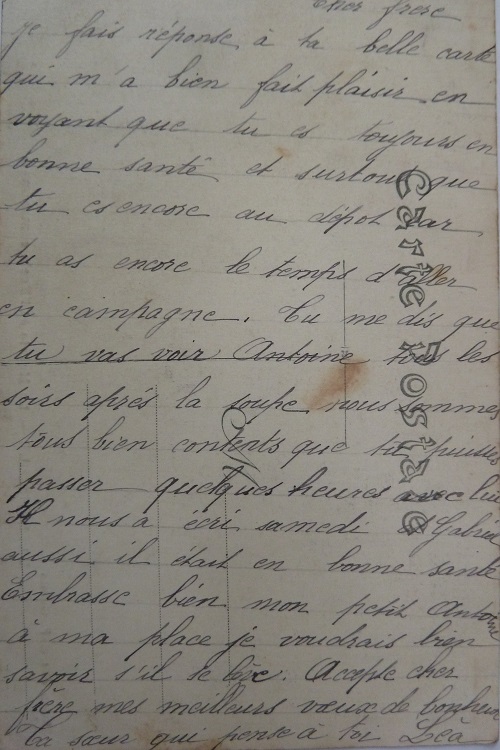 Cher frère
je fais réponse à ta belle carte
qui m'a bien fait plaisir en
voyant que tu es toujours en
bonne santé et surtout que
tu es encore au dépot car
tu as encore le temps d'aller
en campagne. Tu me dis que
tu vas voir Antoine tous les
soirs aprés la soupe nous sommes
tous bien contents que tu puisses
passer quelques heures avec lui
Il nous a écri samedi et Gabriel
aussi il était en bonne santé
Embrasse bien mon petit Antoine
à ma place je voudrais bien
savoir s'il se lève. Accepte cher
frère mes meilleurs voeux de bonheur
Ta sœur qui pense à toi Léa
Carte Postale